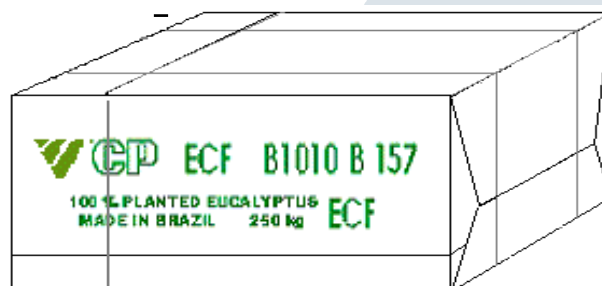 VCP ECF B1010 B 157
100 % PLANTED EUCALYPTUS ECF
MADE IN BRAZIL 250 kg